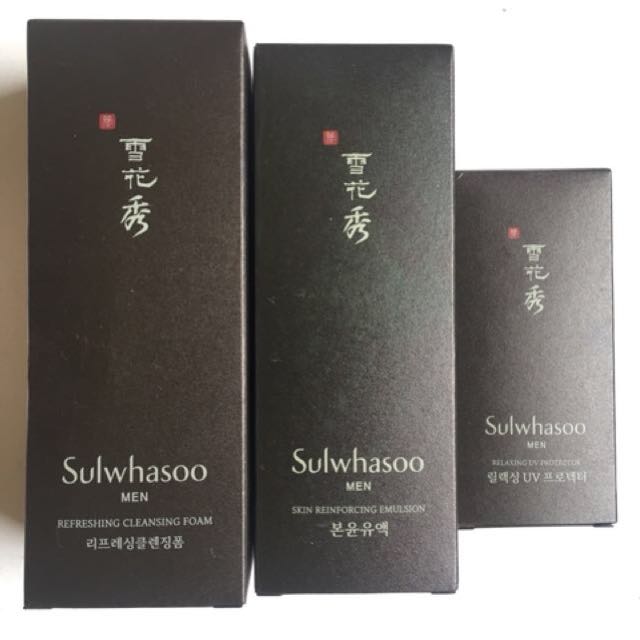 雪
花
秀
Sulwhasoo
MEN
REFRESHING CLEANSING FOAM
리프레싱클렌징폼
雪
花
秀
Sulwhasoo
MEN
SKIN REINFORCING EMULSION
본윤유액
雪
花
秀
Sulwhasoo
MEN
RELAXING UV PROTECTOR
릴랙싱 UV 프로텍터